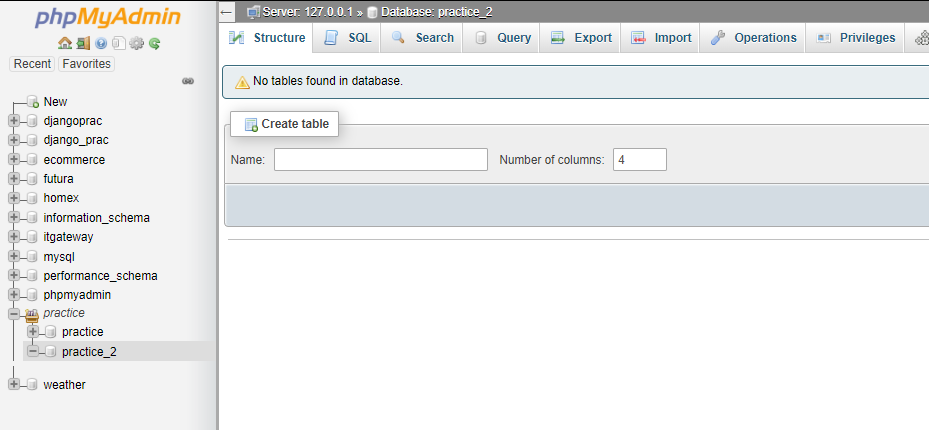 phpMyAdmin
Recent Favorites
New
djangoprac
django_prac
ecommerce
futura
homex
information_schema
itgateway
mysql
performance_schema
phpmyadmin
practice
practice
practice_2
weather
Server: 127.0.0.1 » Database: practice_2
Structure SQL Search Query Export Import Operations Privileges
No tables found in database.
Create table
Name: Number of columns: 4